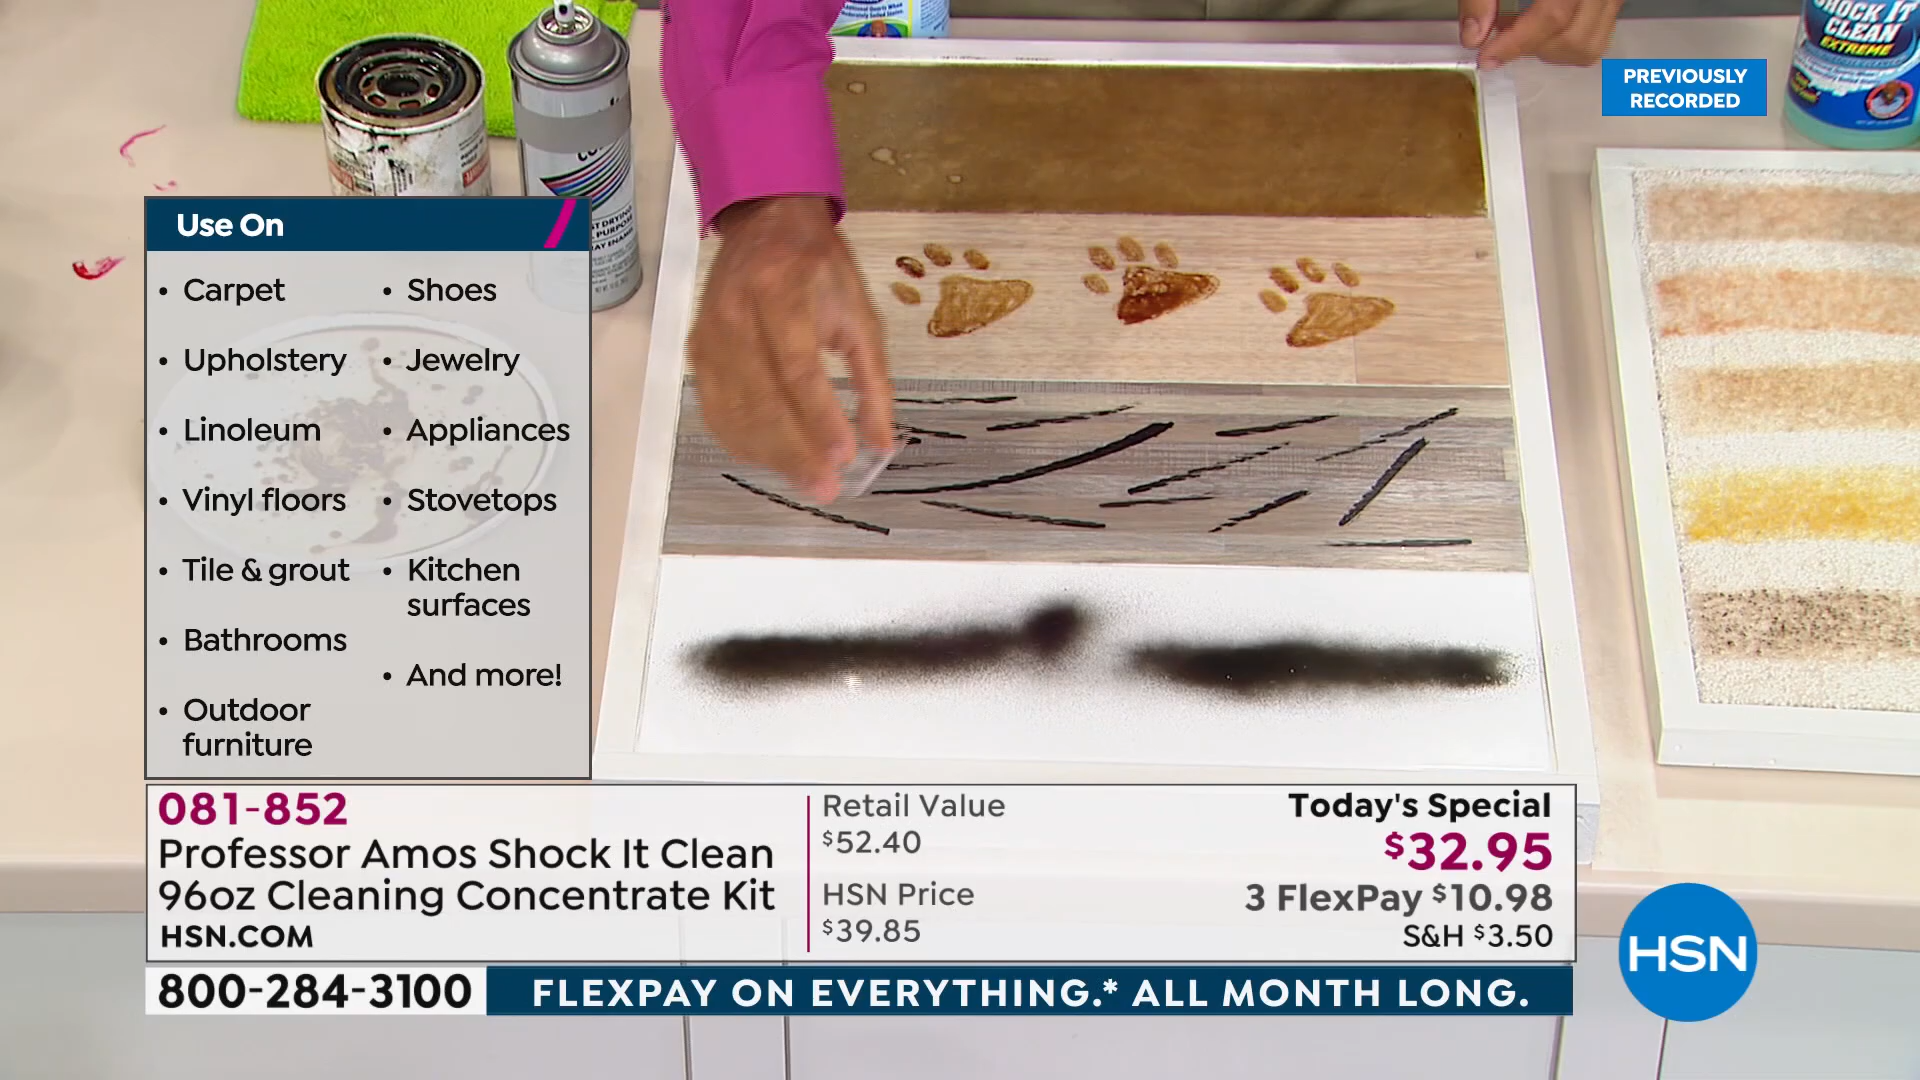 SHOCK IT
CLEAN
EXTREME
PREVIOUSLY
RECORDED
Use On
• Carpet
• Upholstery
• Linoleum
• Vinyl floors
• Tile & grout
• Bathrooms
• Outdoor
furniture
• Shoes
• Jewelry
• Appliances
• Stovetops
• Kitchen
surfaces
• And more!
081-852
Professor Amos Shock It Clean
96oz Cleaning Concentrate Kit
HSN.COM
Retail Value
$52.40
HSN Price
$39.85
Today's Special
$32.95
3 FlexPay $10.98
S&H $3.50
HSN
800-284-3100
FLEXPAY ON EVERYTHING.* ALL MONTH LONG.